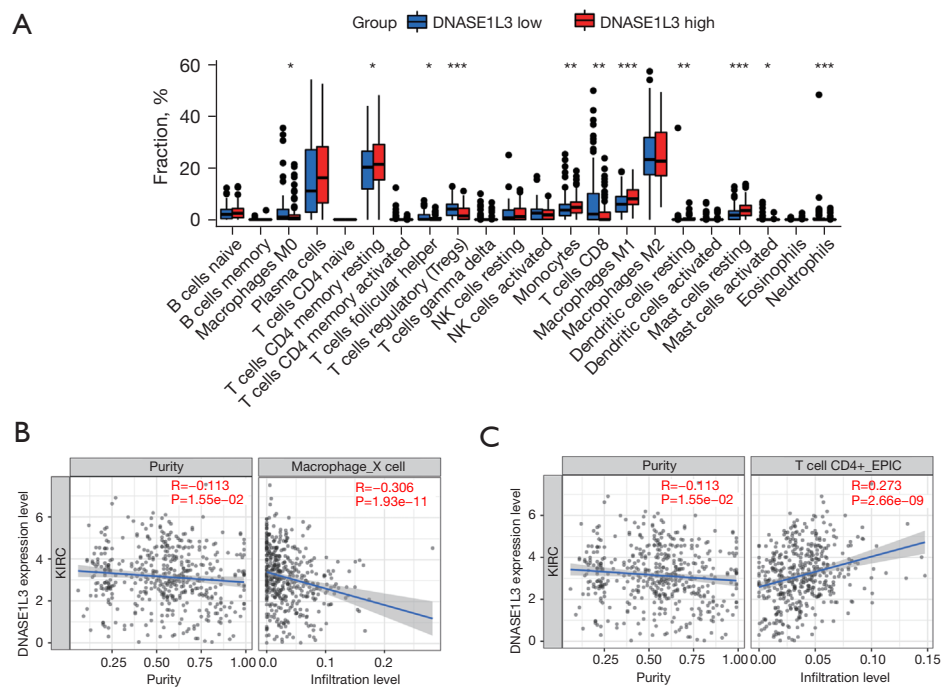 A
Group DNASE1L3 low DNASE1L3 high
Fraction, %
60
40
20
0
* * * *** ** ** *** ** *** * ***
B cells naive
B cells memory
Macrophages M0
Plasma cells
T cells CD4 naive
T cells CD4 memory resting
T cells CD4 memory activated
T cells follicular helper
T cells regulatory (Tregs)
T cells gamma delta
NK cells resting
NK cells activated
Monocytes
T cells CD8
Macrophages M1
Macrophages M2
Dendritic cells resting
Dendritic cells activated
Mast cells resting
Mast cells activated
Eosinophils
Neutrophils
B
Purity
Macrophage_X cell
DNASE1L3 expression level
KIRC
R=−0.113
P=1.55e−02
R=−0.306
P=1.93e−11
6
4
2
0
0.25 0.50 0.75 1.00
0.0 0.1 0.2
Purity
Infiltration level
C
Purity
T cell CD4+_EPIC
DNASE1L3 expression level
KIRC
R=−0.113
P=1.55e−02
R=0.273
P=2.66e−09
6
4
2
0
0.25 0.50 0.75 1.00
0.00 0.05 0.10 0.15
Purity
Infiltration level